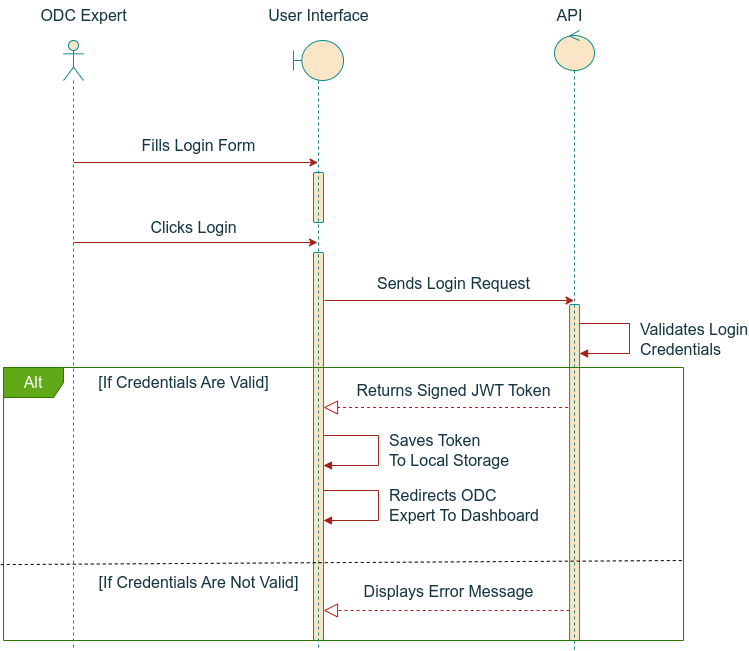 ODC Expert
User Interface
API
Fills Login Form
Clicks Login
Sends Login Request
Validates Login
Credentials
Alt
[If Credentials Are Valid]
Returns Signed JWT Token
Saves Token
To Local Storage
Redirects ODC
Expert To Dashboard
[If Credentials Are Not Valid]
Displays Error Message